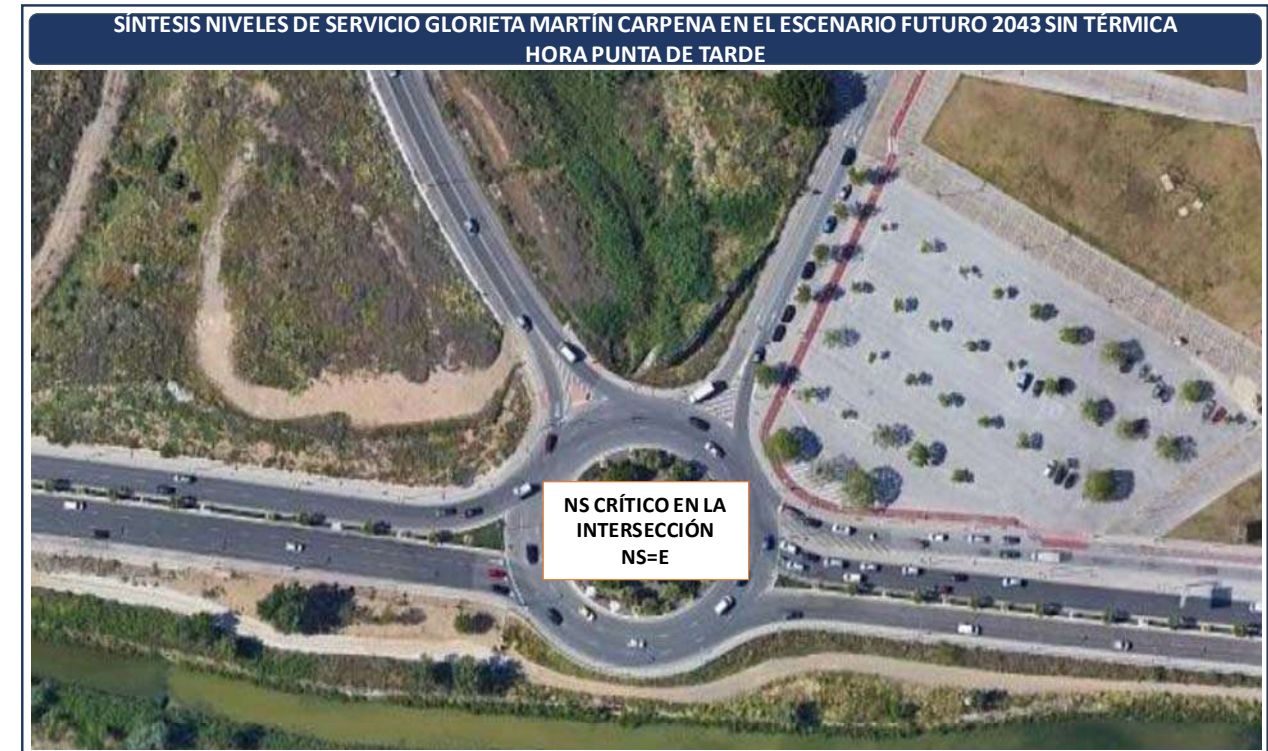 SÍNTESIS NIVELES DE SERVICIO GLORIETA MARTÍN CARPENA EN EL ESCENARIO FUTURO 2043 SIN TÉRMICA
HORA PUNTA DE TARDE
NS CRÍTICO EN LA
INTERSECCIÓN
NS=E